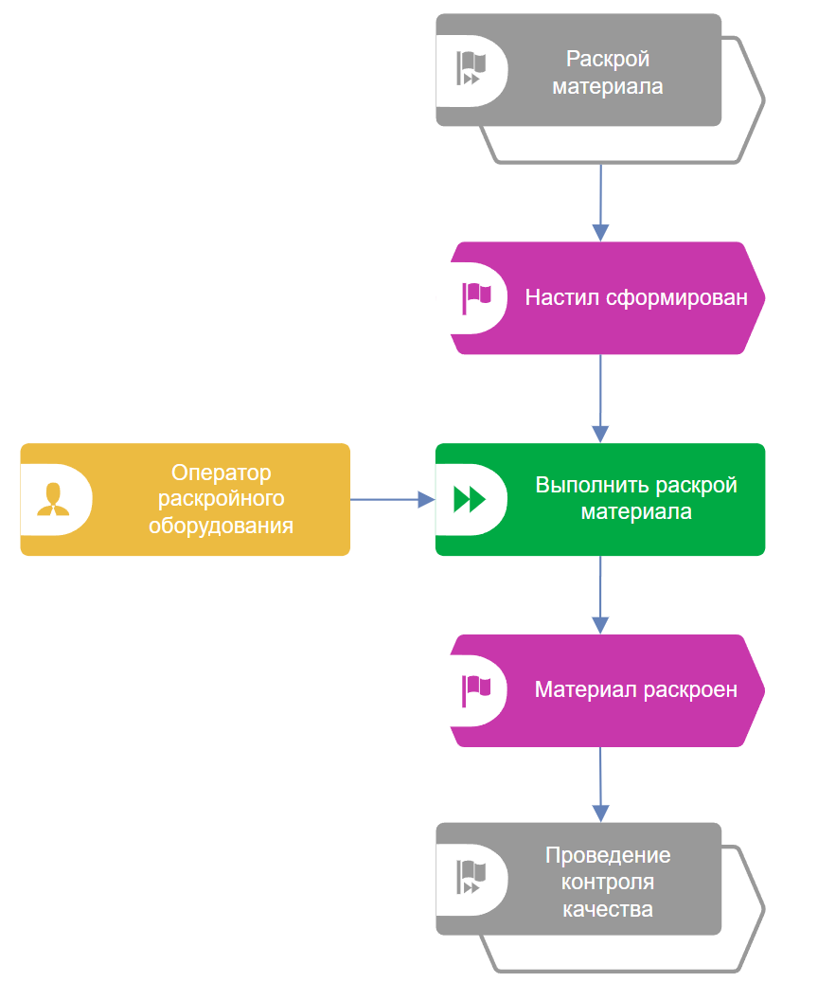 Раскрой
материала
Настил сформирован
Оператор
раскройного
оборудования
Выполнить раскрой
материала
Материал раскроен
Проведение
контроля
качества